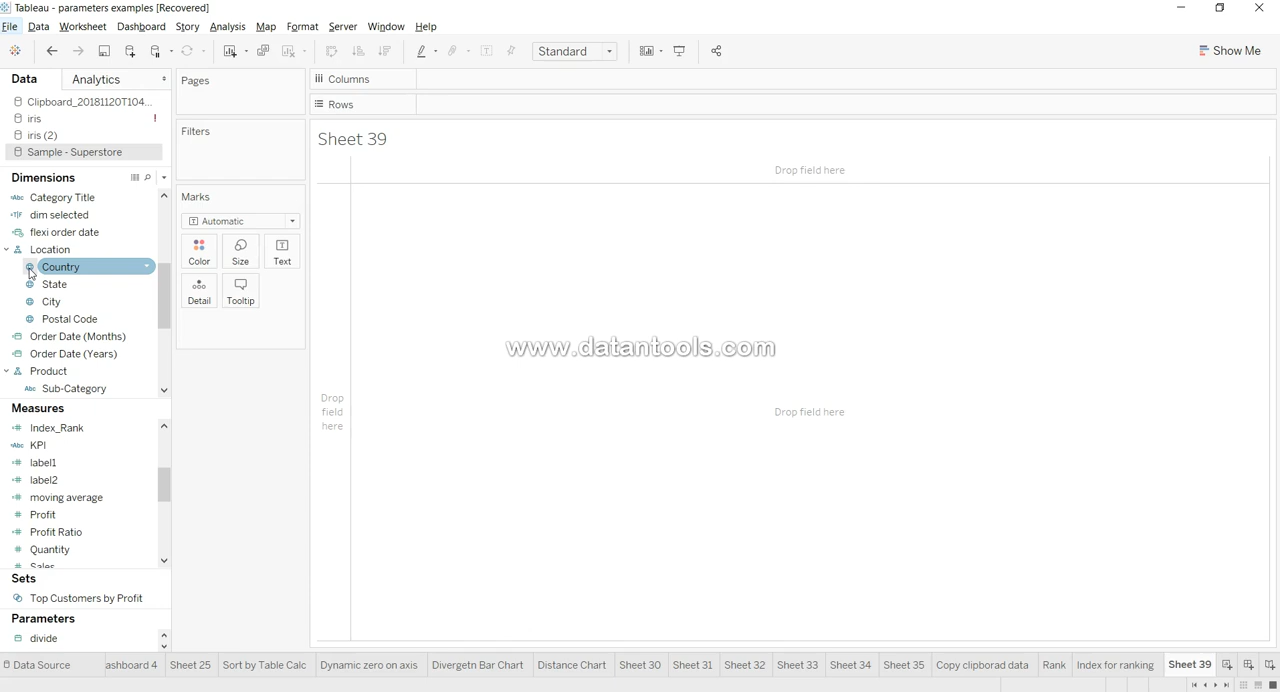 Tableau - parameters examples [Recovered]
File Data Worksheet Dashboard Story Analysis Map Format Server Window Help
Standard
Show Me
Data Analytics
Clipboard_20181120T104...
iris !
iris (2)
Sample - Superstore
Dimensions
Abc Category Title
T|F dim selected
flexi order date
Location
Country
State
City
Postal Code
Order Date (Months)
Order Date (Years)
Product
Abc Sub-Category
Measures
Index_Rank
Abc KPI
label1
label2
moving average
Profit
Profit Ratio
Quantity
Sales
Sets
Top Customers by Profit
Parameters
divide
Pages
Filters
Marks
Automatic
Color Size Text
Detail Tooltip
Columns
Rows
Sheet 39
Drop field here
Drop
field
here
Drop field here
www.datantools.com
Data Source ashboard 4 Sheet 25 Sort by Table Calc Dynamic zero on axis Divergetn Bar Chart Distance Chart Sheet 30 Sheet 31 Sheet 32 Sheet 33 Sheet 34 Sheet 35 Copy clipborad data Rank Index for ranking Sheet 39